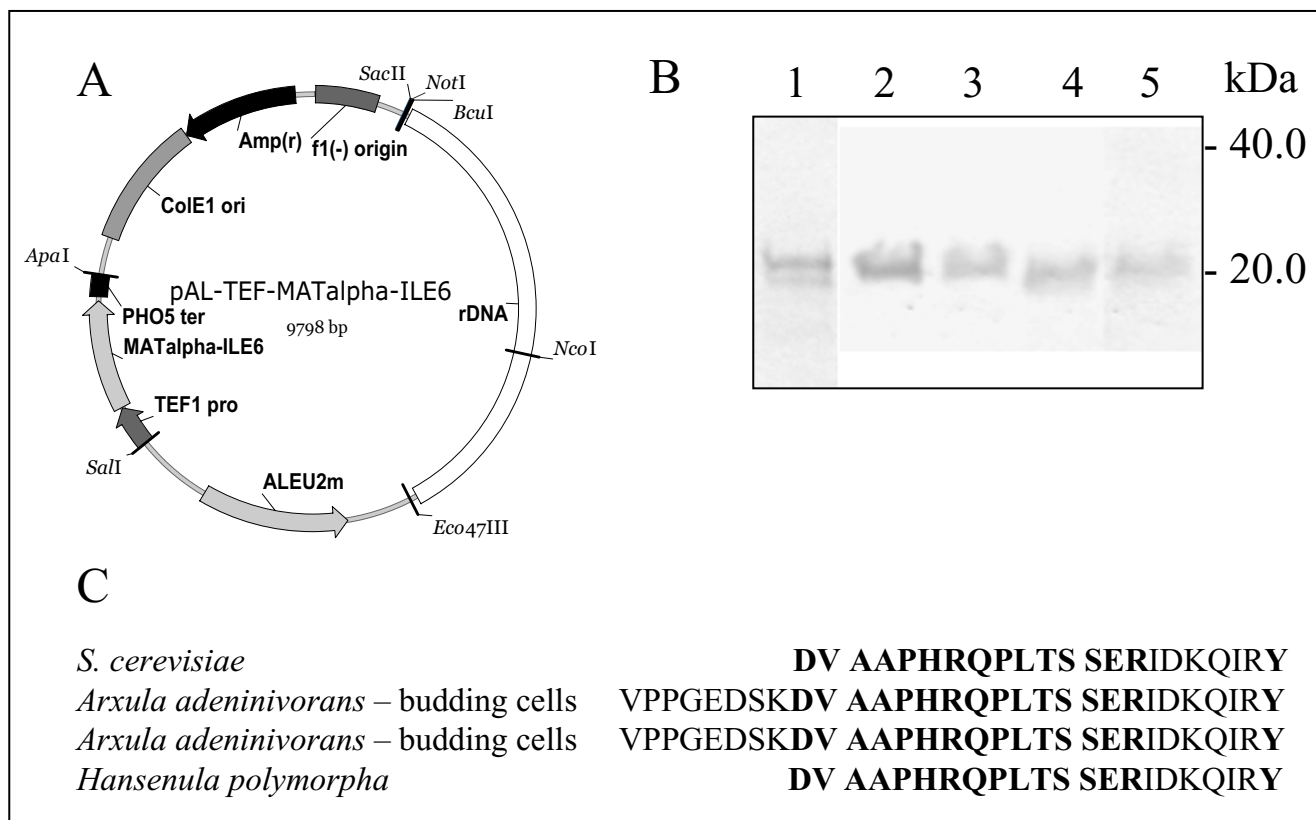 A
SacII
NotI
BcuI
Amp(r)
f1(-) origin
ColE1 ori
ApaI
pAL-TEF-MATalpha-ILE6
9798 bp
rDNA
PHO5 ter
MATalpha-ILE6
NcoI
TEF1 pro
SalI
ALEU2m
Eco47III
B
1 2 3 4 5 kDa
- 40.0
- 20.0
C
S. cerevisiae DV AAPHRQPLTS SERIDKQIRY
Arxula adeninivorans – budding cells VPPGEDSKDV AAPHRQPLTS SERIDKQIRY
Arxula adeninivorans – budding cells VPPGEDSKDV AAPHRQPLTS SERIDKQIRY
Hansenula polymorpha DV AAPHRQPLTS SERIDKQIRY